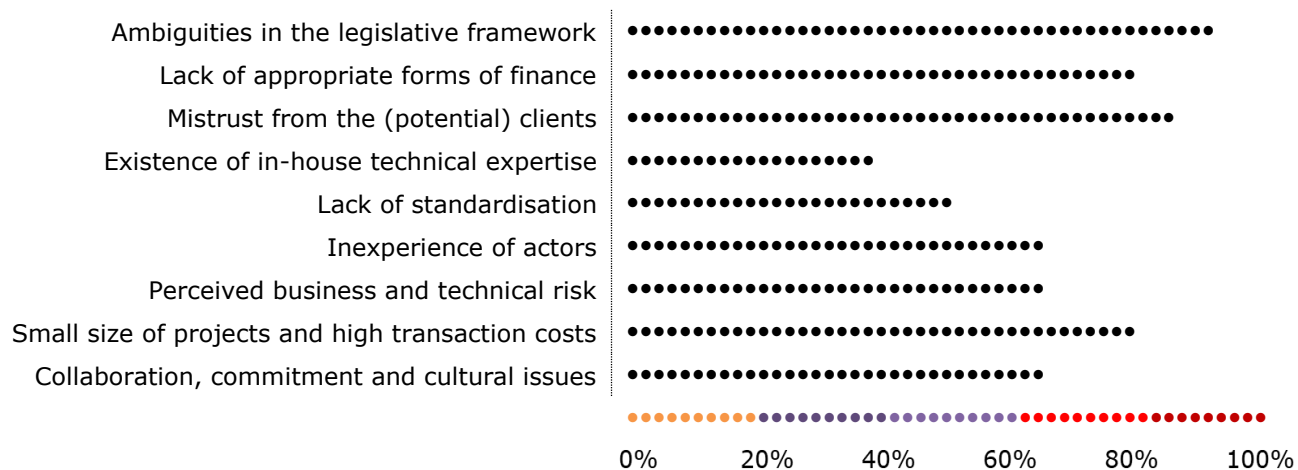 Ambiguities in the legislative framework
Lack of appropriate forms of finance
Mistrust from the (potential) clients
Existence of in-house technical expertise
Lack of standardisation
Inexperience of actors
Perceived business and technical risk
Small size of projects and high transaction costs
Collaboration, commitment and cultural issues
0% 20% 40% 60% 80% 100%